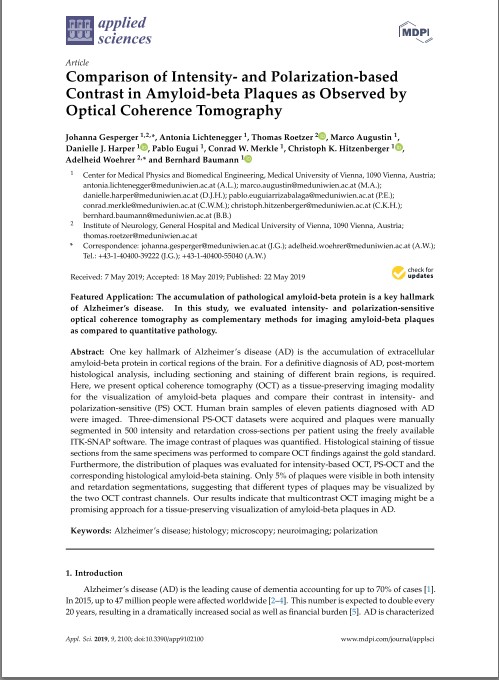 applied
sciences
MDPI
Article
Comparison of Intensity- and Polarization-based
Contrast in Amyloid-beta Plaques as Observed by
Optical Coherence Tomography
Johanna Gesperger 1,2,*, Antonia Lichtenegger 1, Thomas Roetzer 2, Marco Augustin 1,
Danielle J. Harper 1, Pablo Eugui 1, Conrad W. Merkle 1, Christoph K. Hitzenberger 1,
Adelheid Woehrer 2,* and Bernhard Baumann 1
1 Center for Medical Physics and Biomedical Engineering, Medical University of Vienna, 1090 Vienna, Austria;
antonia.lichtenegger@meduniwien.ac.at (A.L.); marco.augustin@meduniwien.ac.at (M.A.);
danielle.harper@meduniwien.ac.at (D.J.H.); pablo.euguiarrizabalaga@meduniwien.ac.at (P.E.);
conrad.merkle@meduniwien.ac.at (C.W.M.); christoph.hitzenberger@meduniwien.ac.at (C.K.H.);
bernhard.baumann@meduniwien.ac.at (B.B.)
2 Institute of Neurology, General Hospital and Medical University of Vienna, 1090 Vienna, Austria;
thomas.roetzer@meduniwien.ac.at
* Correspondence: johanna.gesperger@meduniwien.ac.at (J.G.); adelheid.woehrer@meduniwien.ac.at (A.W.);
Tel.: +43-1-40400-39222 (J.G.); +43-1-40400-55040 (A.W.)
Received: 7 May 2019; Accepted: 18 May 2019; Published: 22 May 2019
check for
updates
Featured Application: The accumulation of pathological amyloid-beta protein is a key hallmark
of Alzheimer's disease. In this study, we evaluated intensity- and polarization-sensitive
optical coherence tomography as complementary methods for imaging amyloid-beta plaques
as compared to quantitative pathology.
Abstract: One key hallmark of Alzheimer's disease (AD) is the accumulation of extracellular
amyloid-beta protein in cortical regions of the brain. For a definitive diagnosis of AD, post-mortem
histological analysis, including sectioning and staining of different brain regions, is required.
Here, we present optical coherence tomography (OCT) as a tissue-preserving imaging modality
for the visualization of amyloid-beta plaques and compare their contrast in intensity- and
polarization-sensitive (PS) OCT. Human brain samples of eleven patients diagnosed with AD
were imaged. Three-dimensional PS-OCT datasets were acquired and plaques were manually
segmented in 500 intensity and retardation cross-sections per patient using the freely available
ITK-SNAP software. The image contrast of plaques was quantified. Histological staining of tissue
sections from the same specimens was performed to compare OCT findings against the gold standard.
Furthermore, the distribution of plaques was evaluated for intensity-based OCT, PS-OCT and the
corresponding histological amyloid-beta staining. Only 5% of plaques were visible in both intensity
and retardation segmentations, suggesting that different types of plaques may be visualized by
the two OCT contrast channels. Our results indicate that multicontrast OCT imaging might be a
promising approach for a tissue-preserving visualization of amyloid-beta plaques in AD.
Keywords: Alzheimer's disease; histology; microscopy; neuroimaging; polarization
1. Introduction
Alzheimer's disease (AD) is the leading cause of dementia accounting for up to 70% of cases [1].
In 2015, up to 47 million people were affected worldwide [2–4]. This number is expected to double every
20 years, resulting in a dramatically increased social as well as financial burden [5]. AD is characterized
Appl. Sci. 2019, 9, 2100; doi:10.3390/app9102100
www.mdpi.com/journal/applsci